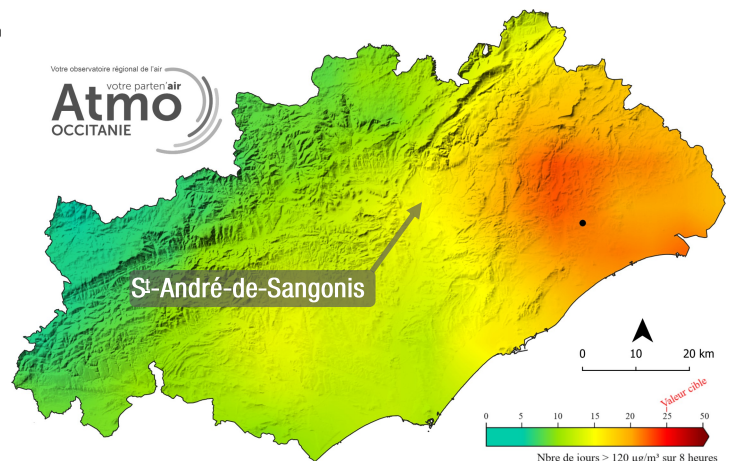 Votre observatoire régional de l'air
votre parten'air
Atmo
OCCITANIE
St-André-de-Sangonis
0 10 20 km
Valeur cible
0 5 10 15 20 25 50
Nbre de jours > 120 µg/m³ sur 8 heures